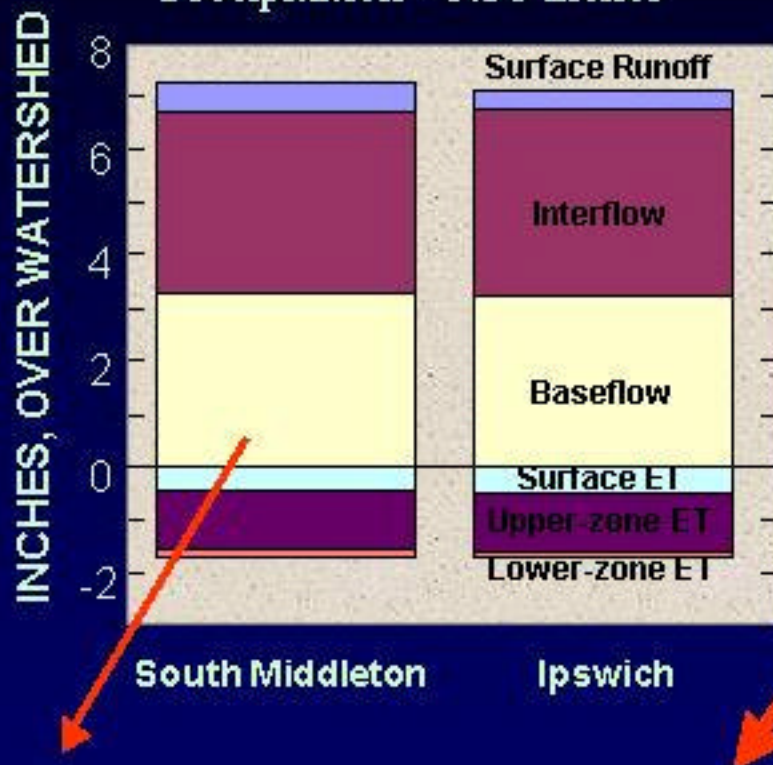 INCHES, OVER WATERSHED
8
6
4
2
0
-2
Surface Runoff
Interflow
Baseflow
Surface ET
Upper-zone ET
Lower-zone ET
South Middleton
Ipswich